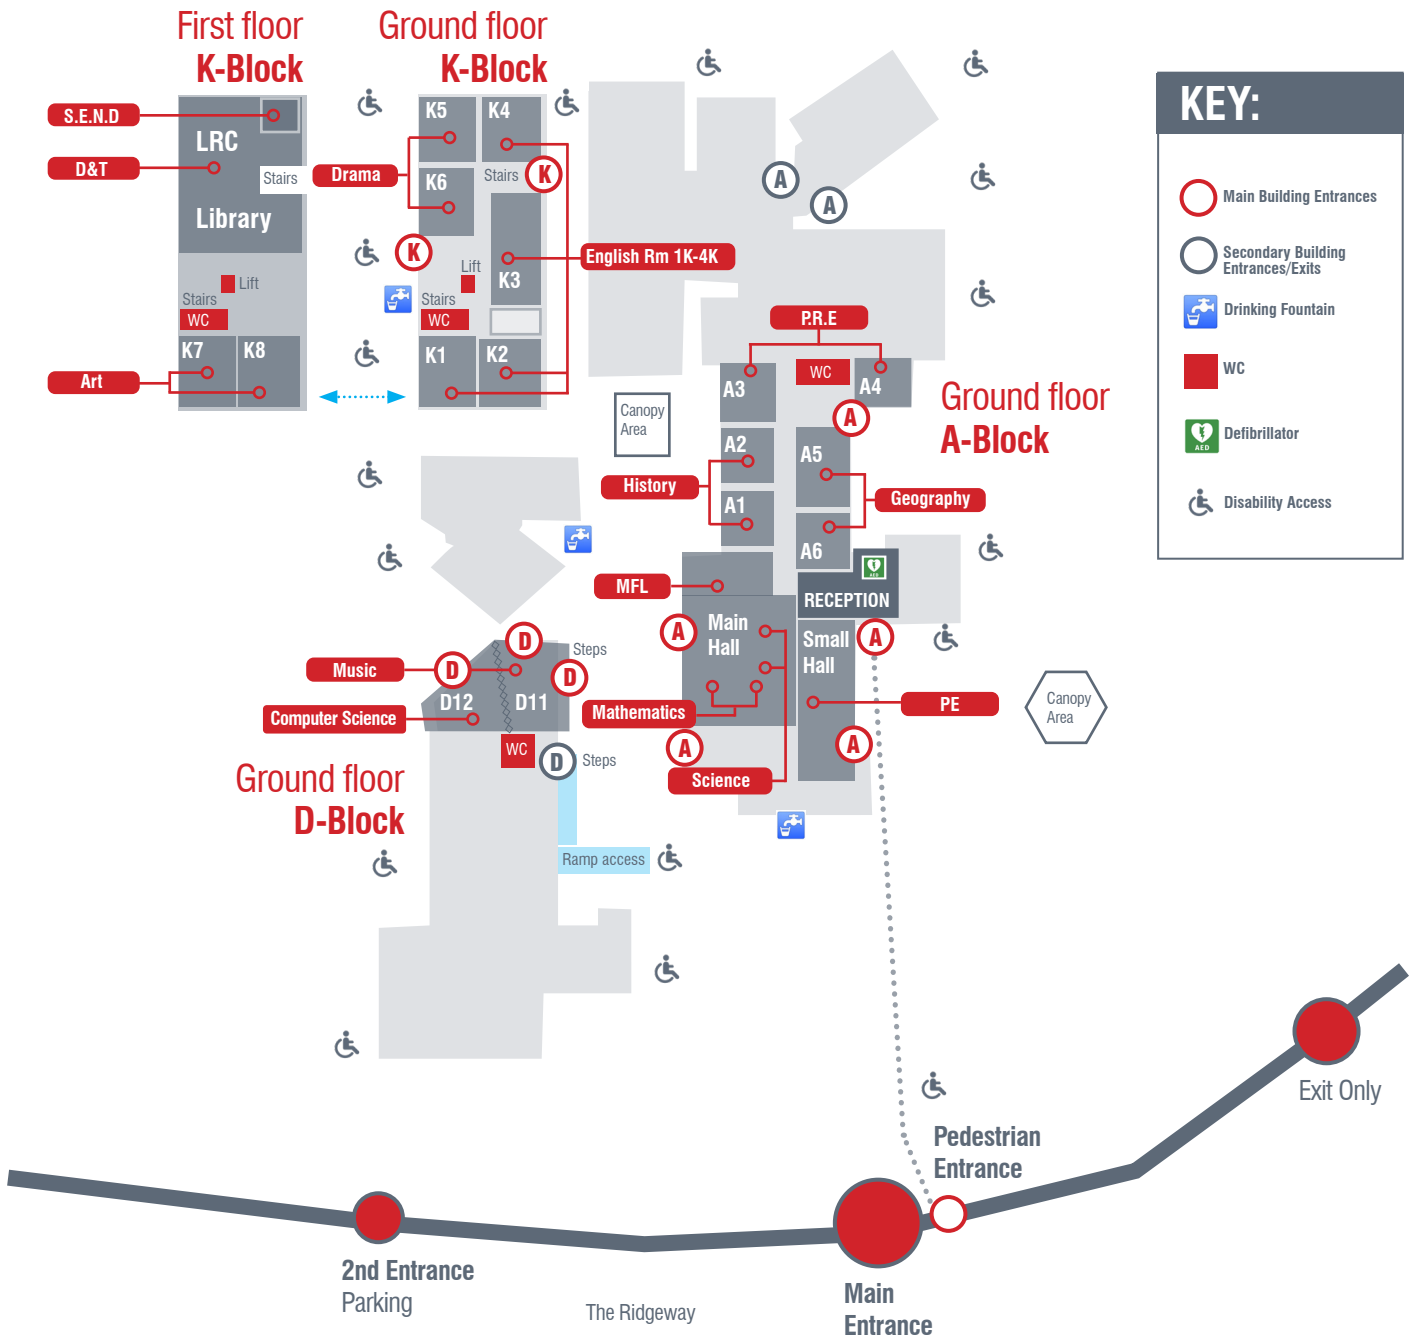 First floor
K-Block
Ground floor
K-Block
S.E.N.D
LRC
D&T
Stairs
Library
Lift
Stairs
WC
K7
K8
Art
K5
K4
Drama
K6
Stairs
K
K
English Rm 1K-4K
Lift
K3
Stairs
WC
K1
K2
A
A
P.R.E
A3
WC
A4
A
Ground floor
A-Block
Canopy
Area
A2
A5
History
Geography
A1
A6
AED
RECEPTION
MFL
Main
Hall
A
Small
Hall
A
Mathematics
PE
Canopy
Area
A
A
Science
D
Steps
Music
D
D
D12
D11
Computer Science
WC
D
Steps
Ground floor
D-Block
Ramp access
KEY:
Main Building Entrances
Secondary Building
Entrances/Exits
Drinking Fountain
WC
AED
Defibrillator
Disability Access
Exit Only
Pedestrian
Entrance
2nd Entrance
Parking
The Ridgeway
Main
Entrance